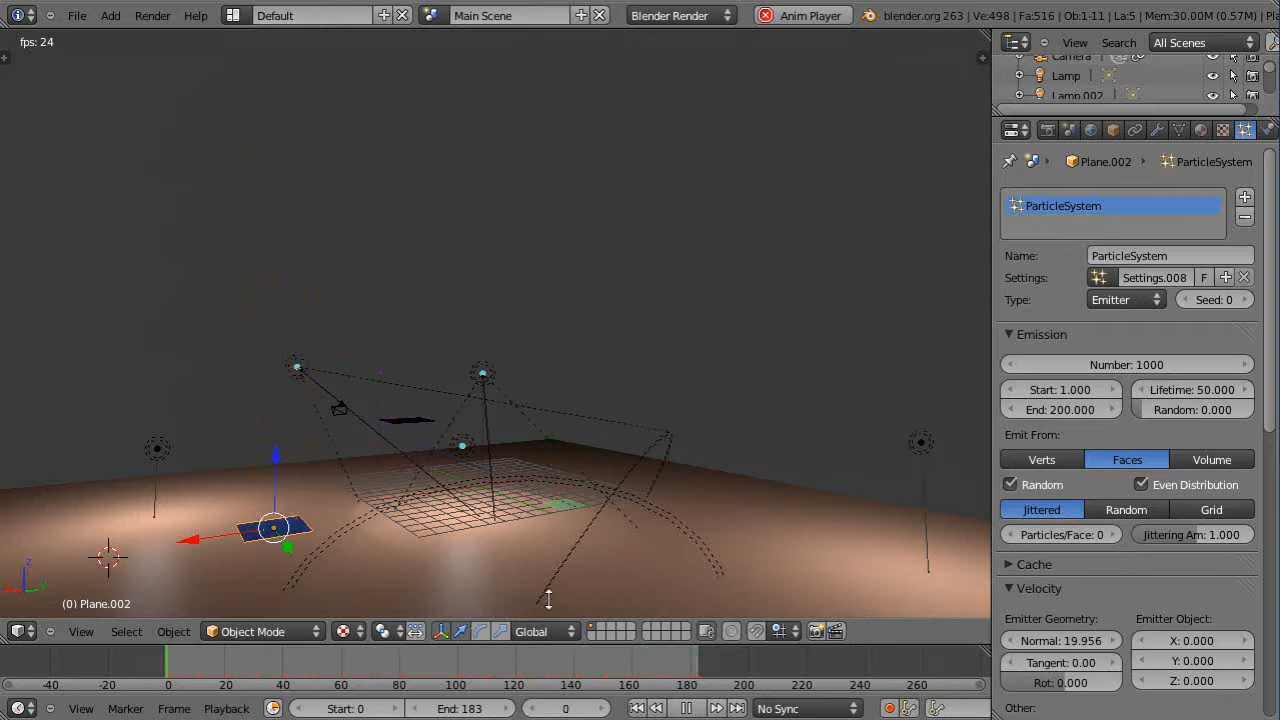 File Add Render Help Default Main Scene Blender Render Anim Player blender.org 263 | Ve:498 | Fa:516 | Ob:1-11 | La:5 | Mem:30.00M (0.57M) |
fps: 24
View Search All Scenes
Camera
Lamp
Lamp.002
Plane.002 ParticleSystem
ParticleSystem
Name: ParticleSystem
Settings: Settings.008 F
Type: Emitter Seed: 0
Emission
Number: 1000
Start: 1.000 Lifetime: 50.000
End: 200.000 Random: 0.000
Emit From:
Verts Faces Volume
Random Even Distribution
Jittered Random Grid
Particles/Face: 0 Jittering Am: 1.000
Cache
Velocity
Emitter Geometry: Emitter Object:
Normal: 19.956 X: 0.000
Tangent: 0.00 Y: 0.000
Rot: 0.000 Z: 0.000
Other:
z
(0) Plane.002
View Select Object Object Mode Global
-40 -20 0 20 40 60 80 100 120 140 160 180 200 220 240 260
View Marker Frame Playback Start: 0 End: 183 0 No Sync